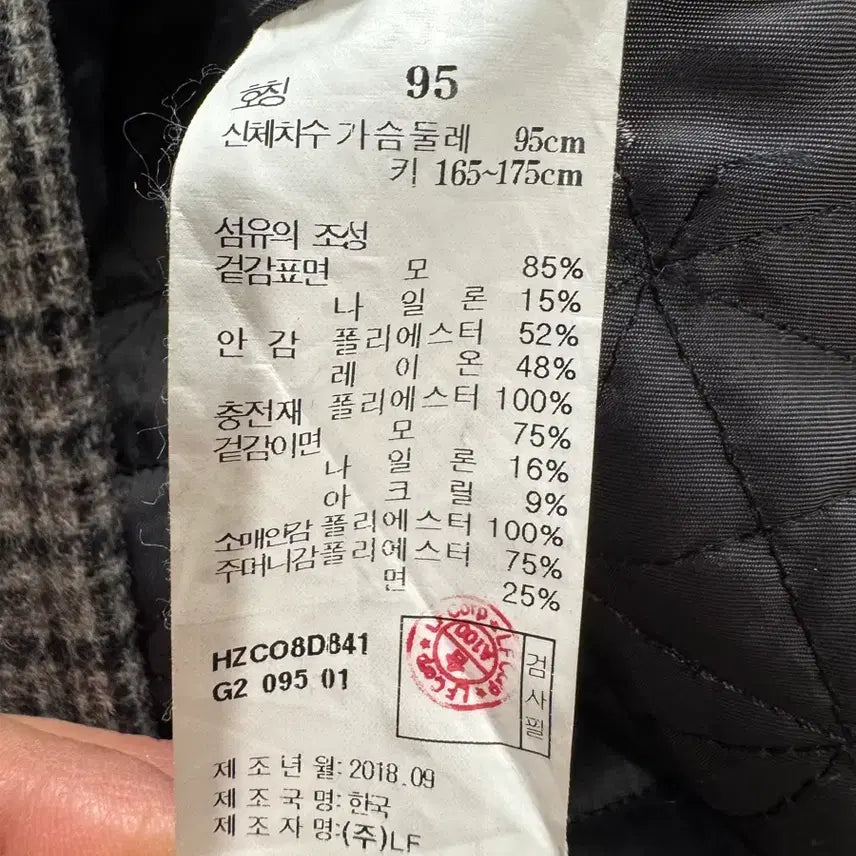 호칭 95
신체치수 가슴둘레 95cm
키 165~175cm
섬유의 조성
겉감표면 모 85%
나 일 론 15%
안 감 폴리에스터 52%
레 이 온 48%
충전재 폴리에스터 100%
겉감이면 모 75%
나 일 론 16%
아 크 릴 9%
소매안감 폴리에스터 100%
주머니감 폴리에스터 75%
면 25%
HZCO8D841
G2 095 01
LF Corp
A100
검사필
제 조 년 월: 2018.09
제 조 국 명: 한국
제 조 자 명:(주)LF